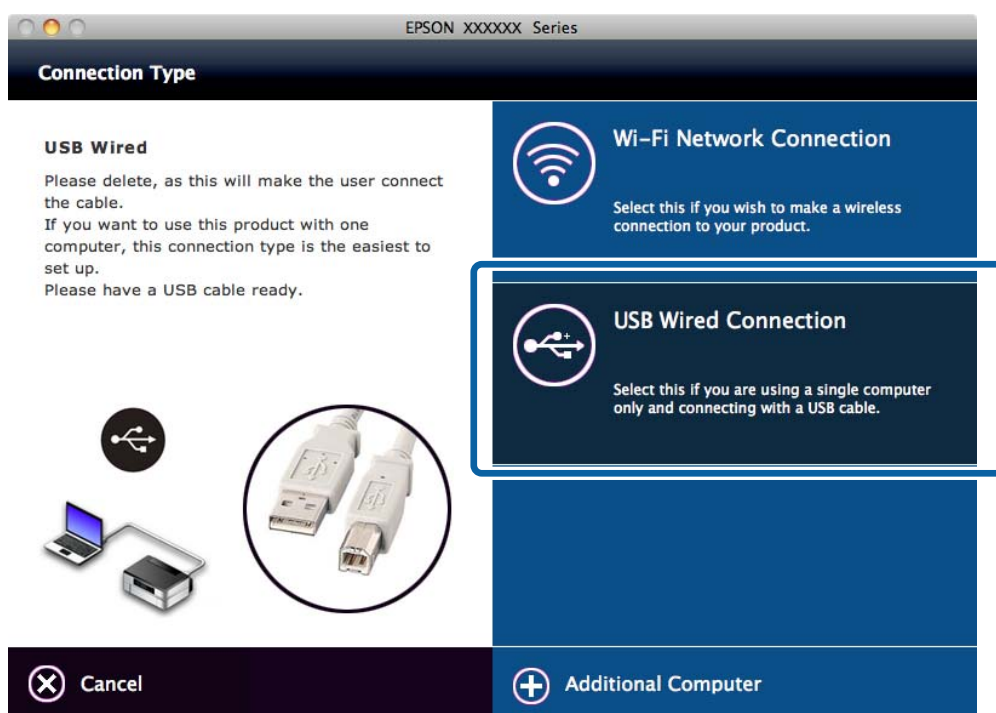 EPSON XXXXXX Series
Connection Type
USB Wired
Please delete, as this will make the user connect
the cable.
If you want to use this product with one
computer, this connection type is the easiest to
set up.
Please have a USB cable ready.
Wi-Fi Network Connection
Select this if you wish to make a wireless
connection to your product.
USB Wired Connection
Select this if you are using a single computer
only and connecting with a USB cable.
Cancel
Additional Computer